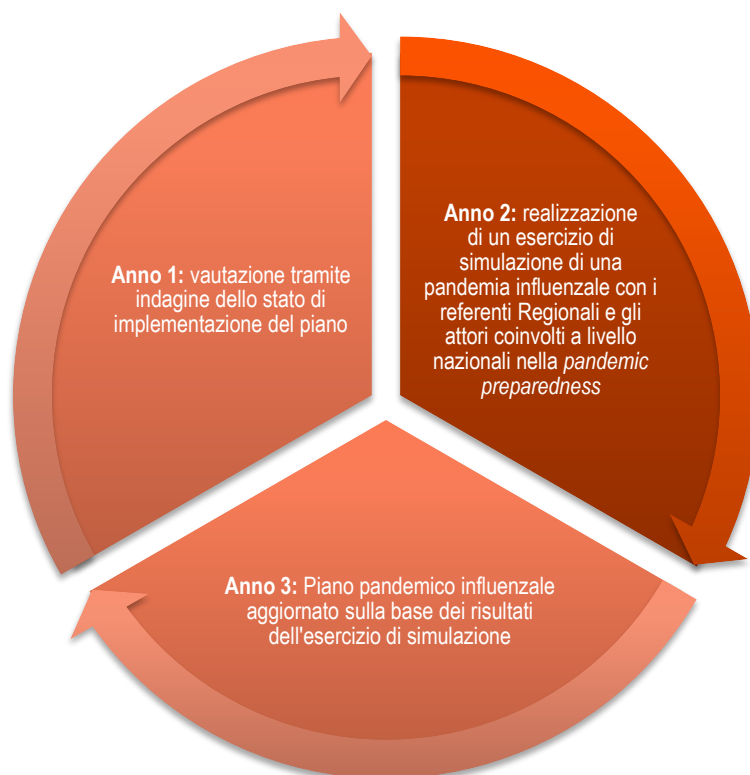 Anno 1: vautazione tramite
indagine dello stato di
implementazione del piano
Anno 2: realizzazione
di un esercizio di
simulazione di una
pandemia influenzale con i
referenti Regionali e gli
attori coinvolti a livello
nazionali nella pandemic
preparedness
Anno 3: Piano pandemico influenzale
aggiornato sulla base dei risultati
dell'esercizio di simulazione